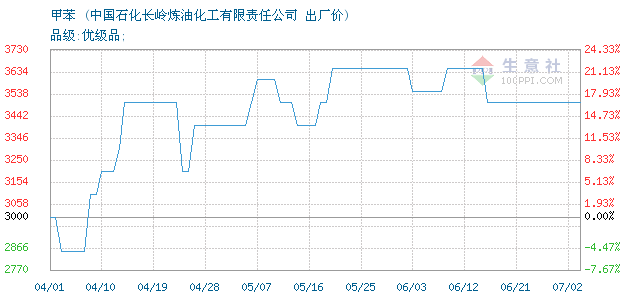 甲苯 (中国石化长岭炼油化工有限责任公司 出厂价)
品级:优级品;
生意社
100PPI.COM
3730 24.33%
3634 21.13%
3538 17.93%
3442 14.73%
3346 11.53%
3250 8.33%
3154 5.13%
3058 1.93%
3000 0.00%
2866 -4.47%
2770 -7.67%
04/01 04/10 04/19 04/28 05/07 05/16 05/25 06/03 06/12 06/21 07/02